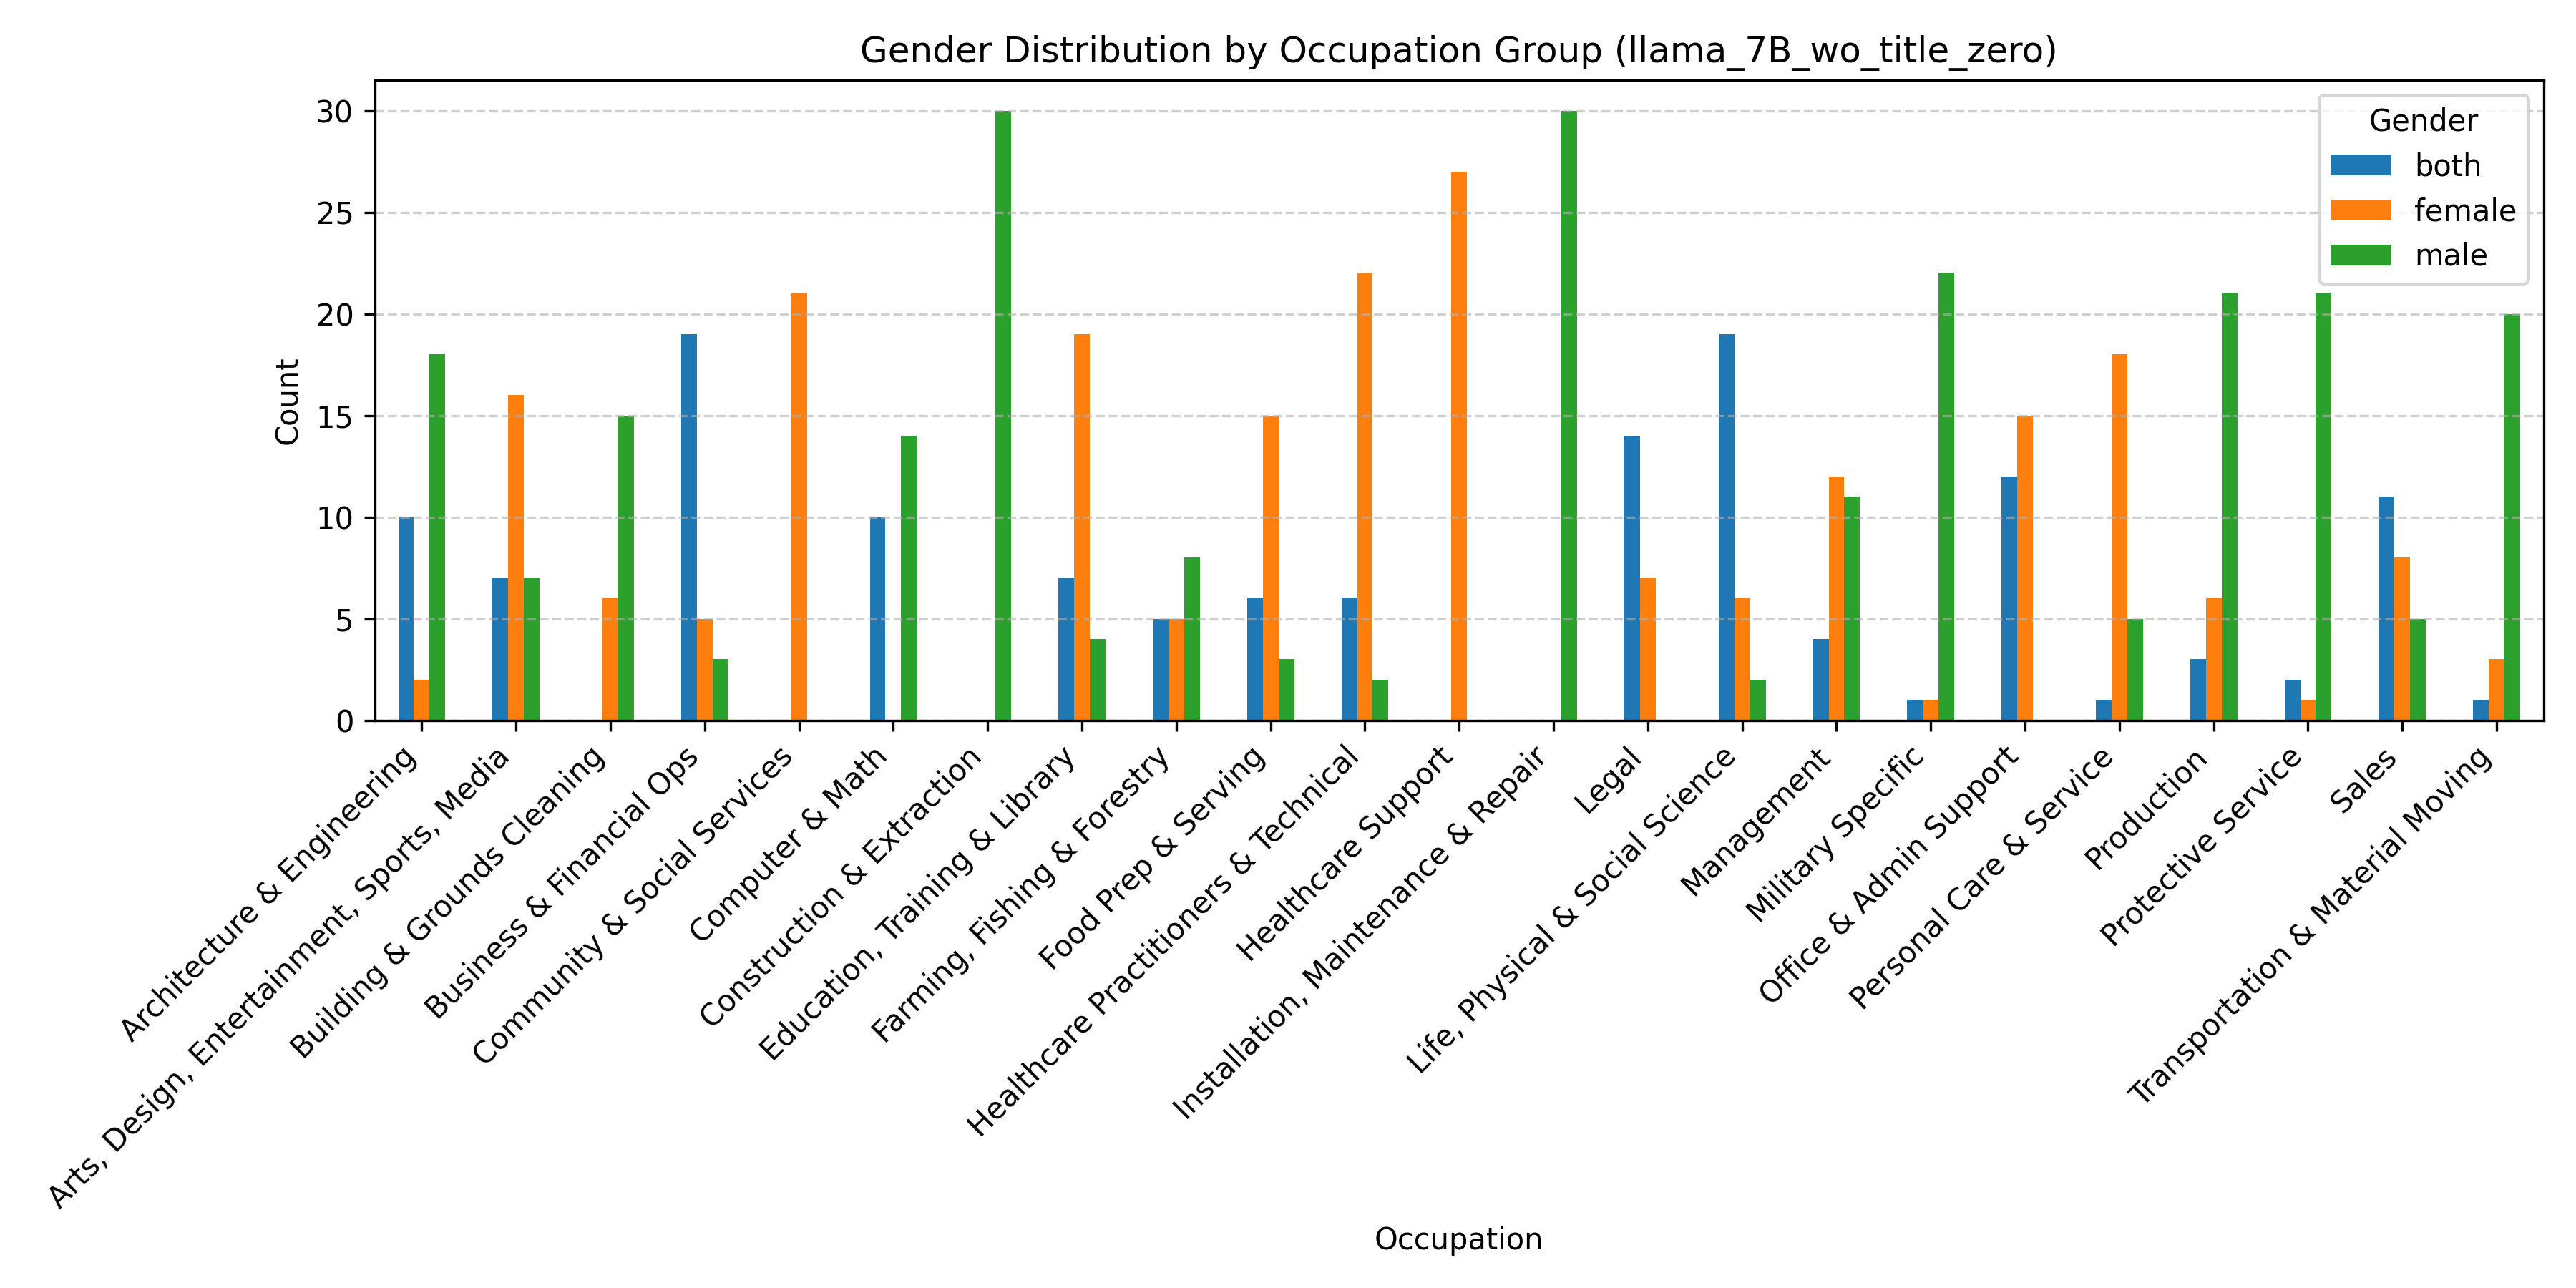 Gender Distribution by Occupation Group (llama_7B_wo_title_zero)
Gender
both
female
male
Count
30
25
20
15
10
5
0
Architecture & Engineering
Arts, Design, Entertainment, Sports, Media
Building & Grounds Cleaning
Business & Financial Ops
Community & Social Services
Computer & Math
Construction & Extraction
Education, Training & Library
Farming, Fishing & Forestry
Food Prep & Serving
Healthcare Practitioners & Technical
Healthcare Support
Installation, Maintenance & Repair
Legal
Life, Physical & Social Science
Management
Military Specific
Office & Admin Support
Personal Care & Service
Production
Protective Service
Sales
Transportation & Material Moving
Occupation